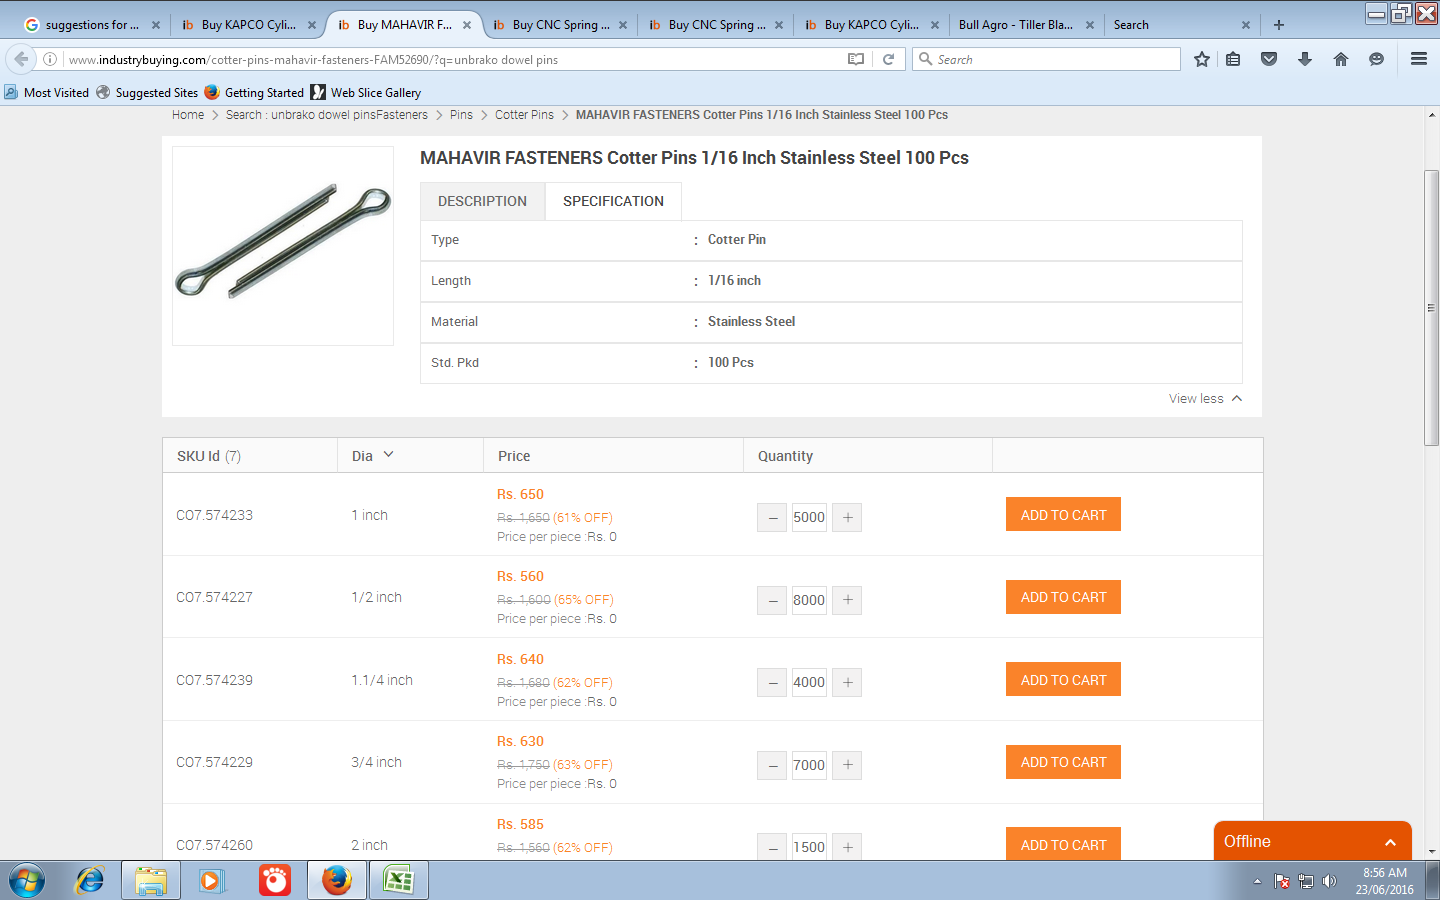 suggestions for ...
Buy KAPCO Cyli...
Buy MAHAVIR F...
Buy CNC Spring ...
Buy CNC Spring ...
Buy KAPCO Cyli...
Bull Agro - Tiller Bla...
Search
www.industrybuying.com/cotter-pins-mahavir-fasteners-FAM52690/?q=unbrako dowel pins
Search
Most Visited
Suggested Sites
Getting Started
Web Slice Gallery
Home > Search : unbrako dowel pinsFasteners > Pins > Cotter Pins > MAHAVIR FASTENERS Cotter Pins 1/16 Inch Stainless Steel 100 Pcs
MAHAVIR FASTENERS Cotter Pins 1/16 Inch Stainless Steel 100 Pcs
DESCRIPTION SPECIFICATION
Type : Cotter Pin
Length : 1/16 inch
Material : Stainless Steel
Std. Pkd : 100 Pcs
View less
SKU Id (7) Dia Price Quantity
Rs. 650
CO7.574233 1 inch Rs. 1,650 (61% OFF) – 5000 + ADD TO CART
Price per piece :Rs. 0
Rs. 560
CO7.574227 1/2 inch Rs. 1,600 (65% OFF) – 8000 + ADD TO CART
Price per piece :Rs. 0
Rs. 640
CO7.574239 1.1/4 inch Rs. 1,680 (62% OFF) – 4000 + ADD TO CART
Price per piece :Rs. 0
Rs. 630
CO7.574229 3/4 inch Rs. 1,750 (63% OFF) – 7000 + ADD TO CART
Price per piece :Rs. 0
Rs. 585
CO7.574260 2 inch Rs. 1,560 (62% OFF) – 1500 + ADD TO CART
Offline
8:56 AM
23/06/2016